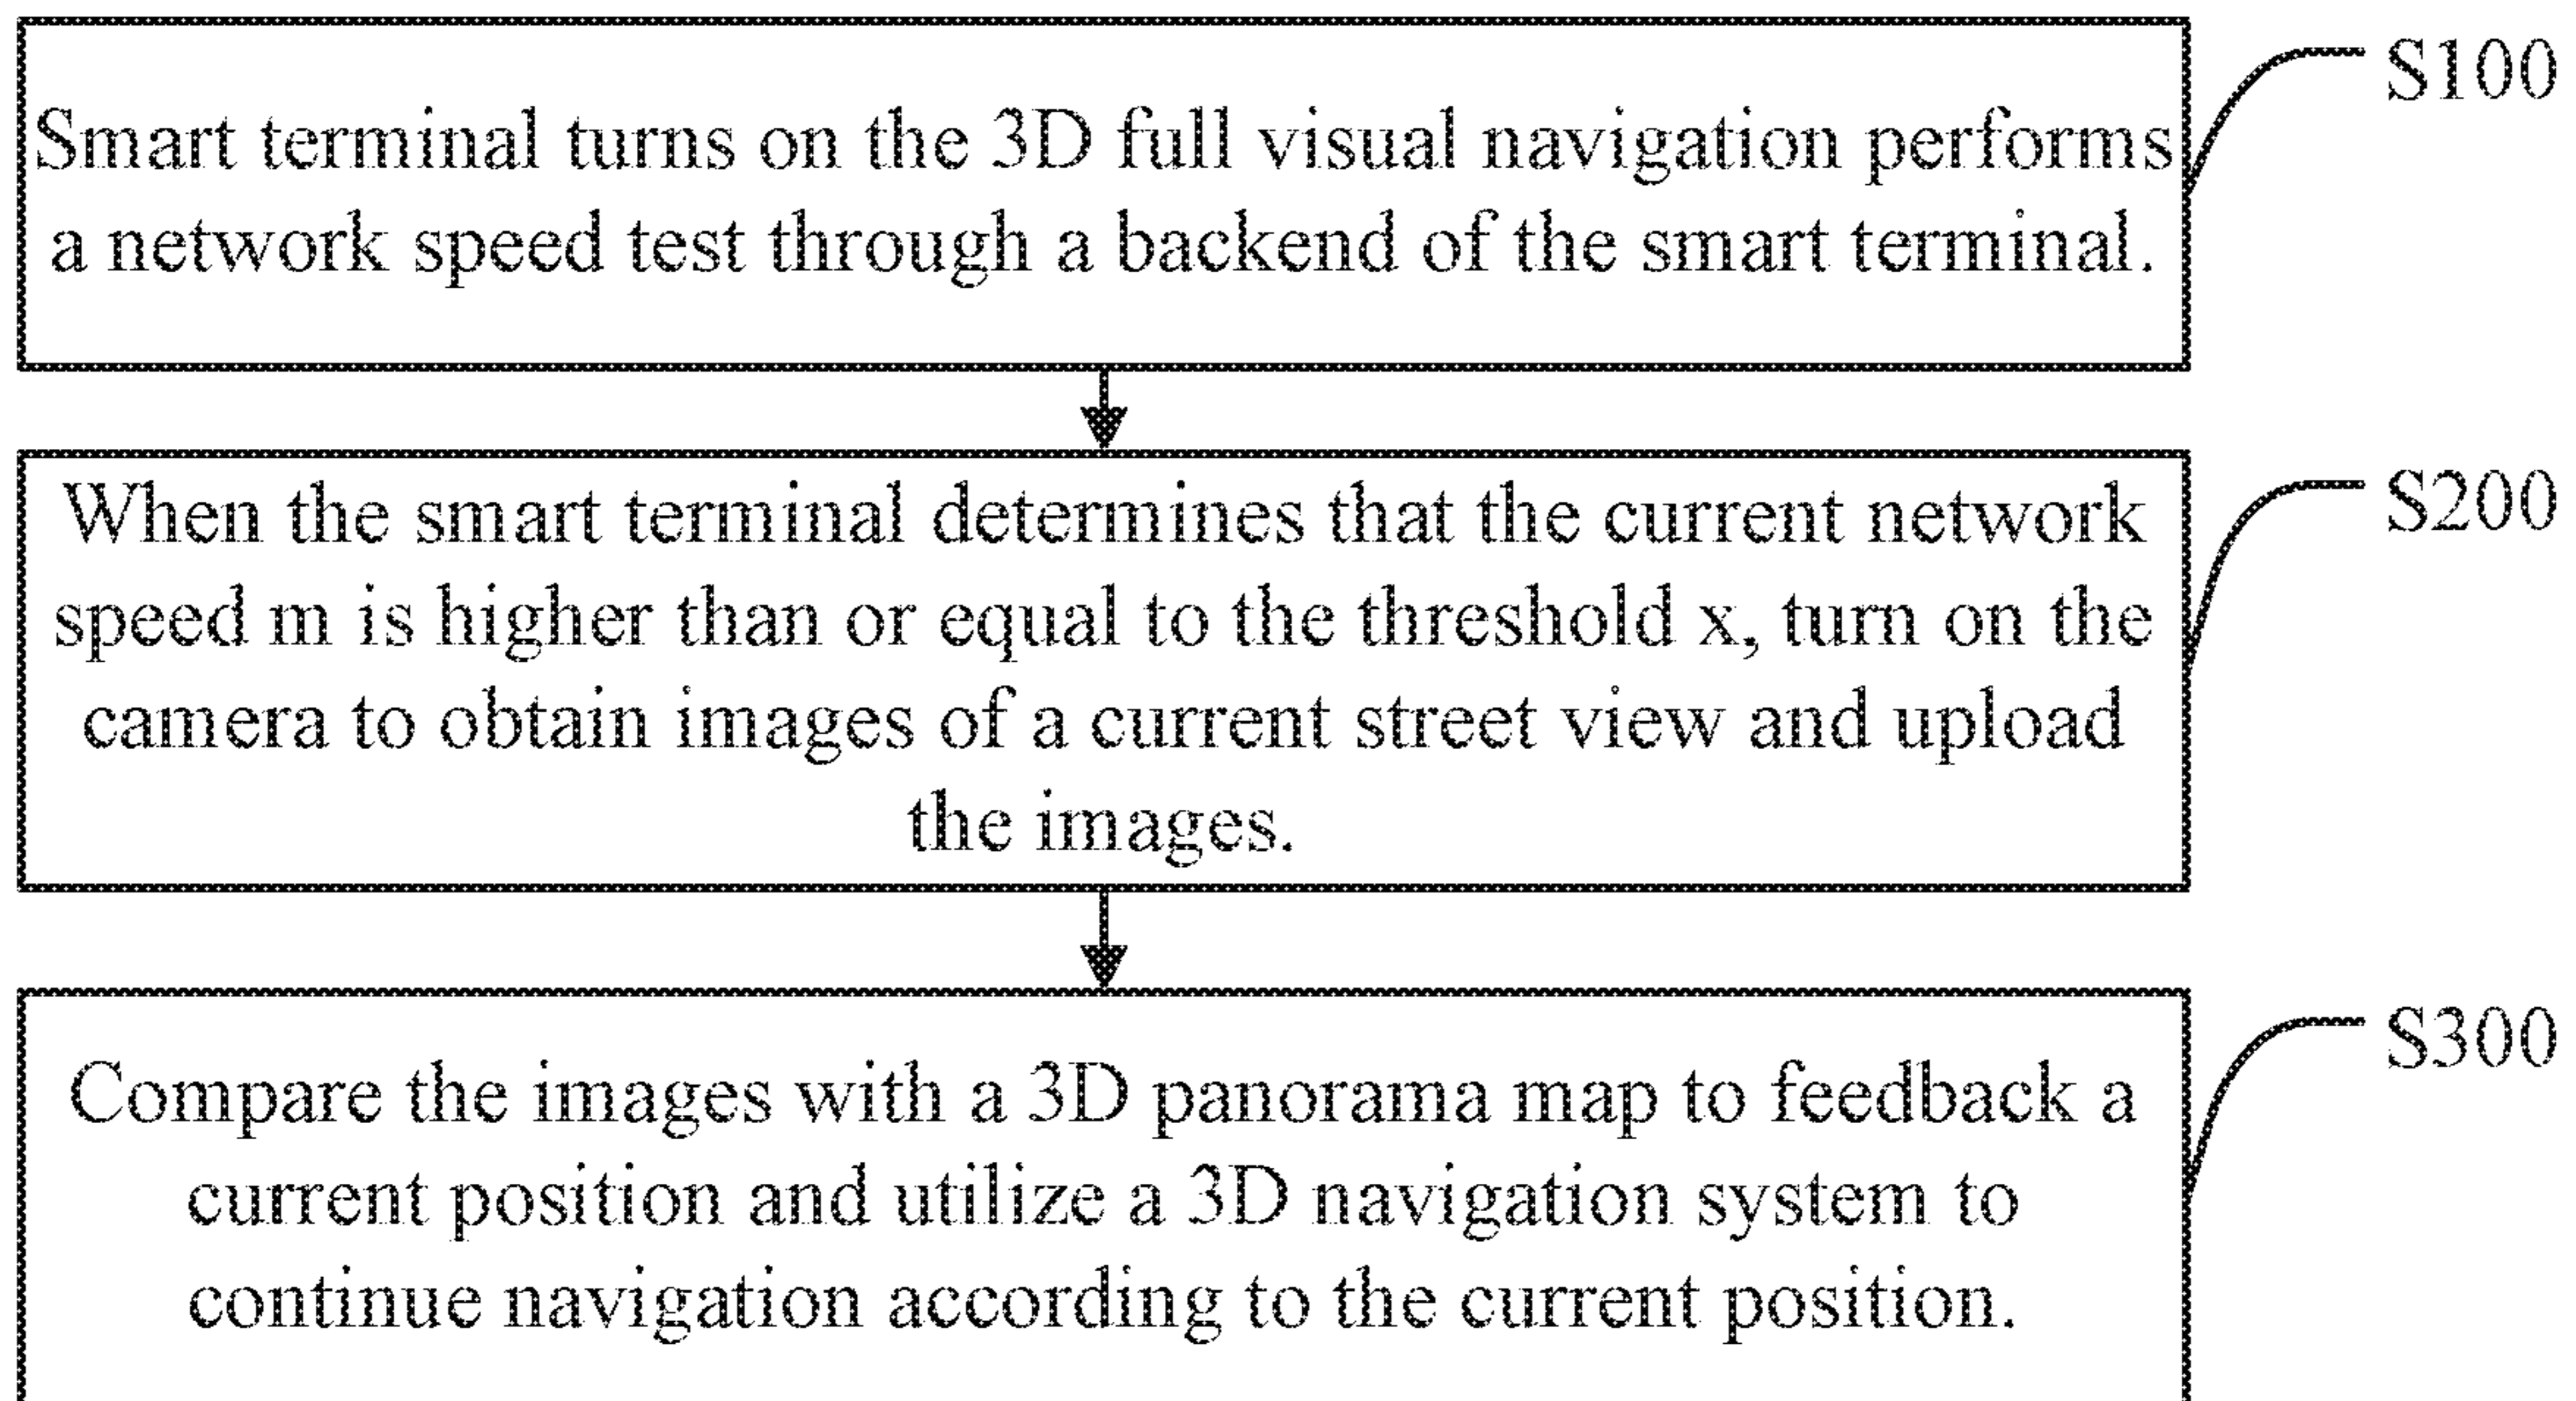 S100
Smart terminal turns on the 3D full visual navigation performs
a network speed test through a backend of the smart terminal.
S200
When the smart terminal determines that the current network
speed m is higher than or equal to the threshold x, turn on the
camera to obtain images of a current street view and upload
the images.
S300
Compare the images with a 3D panorama map to feedback a
current position and utilize a 3D navigation system to
continue navigation according to the current position.